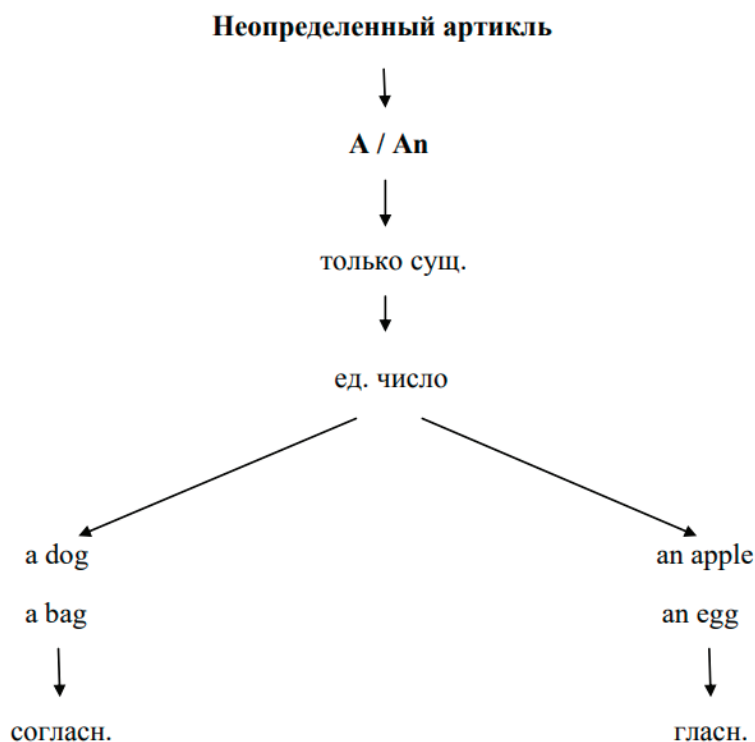 Неопределенный артикль
A / An
только сущ.
ед. число
a dog
an apple
a bag
an egg
согласн.
гласн.